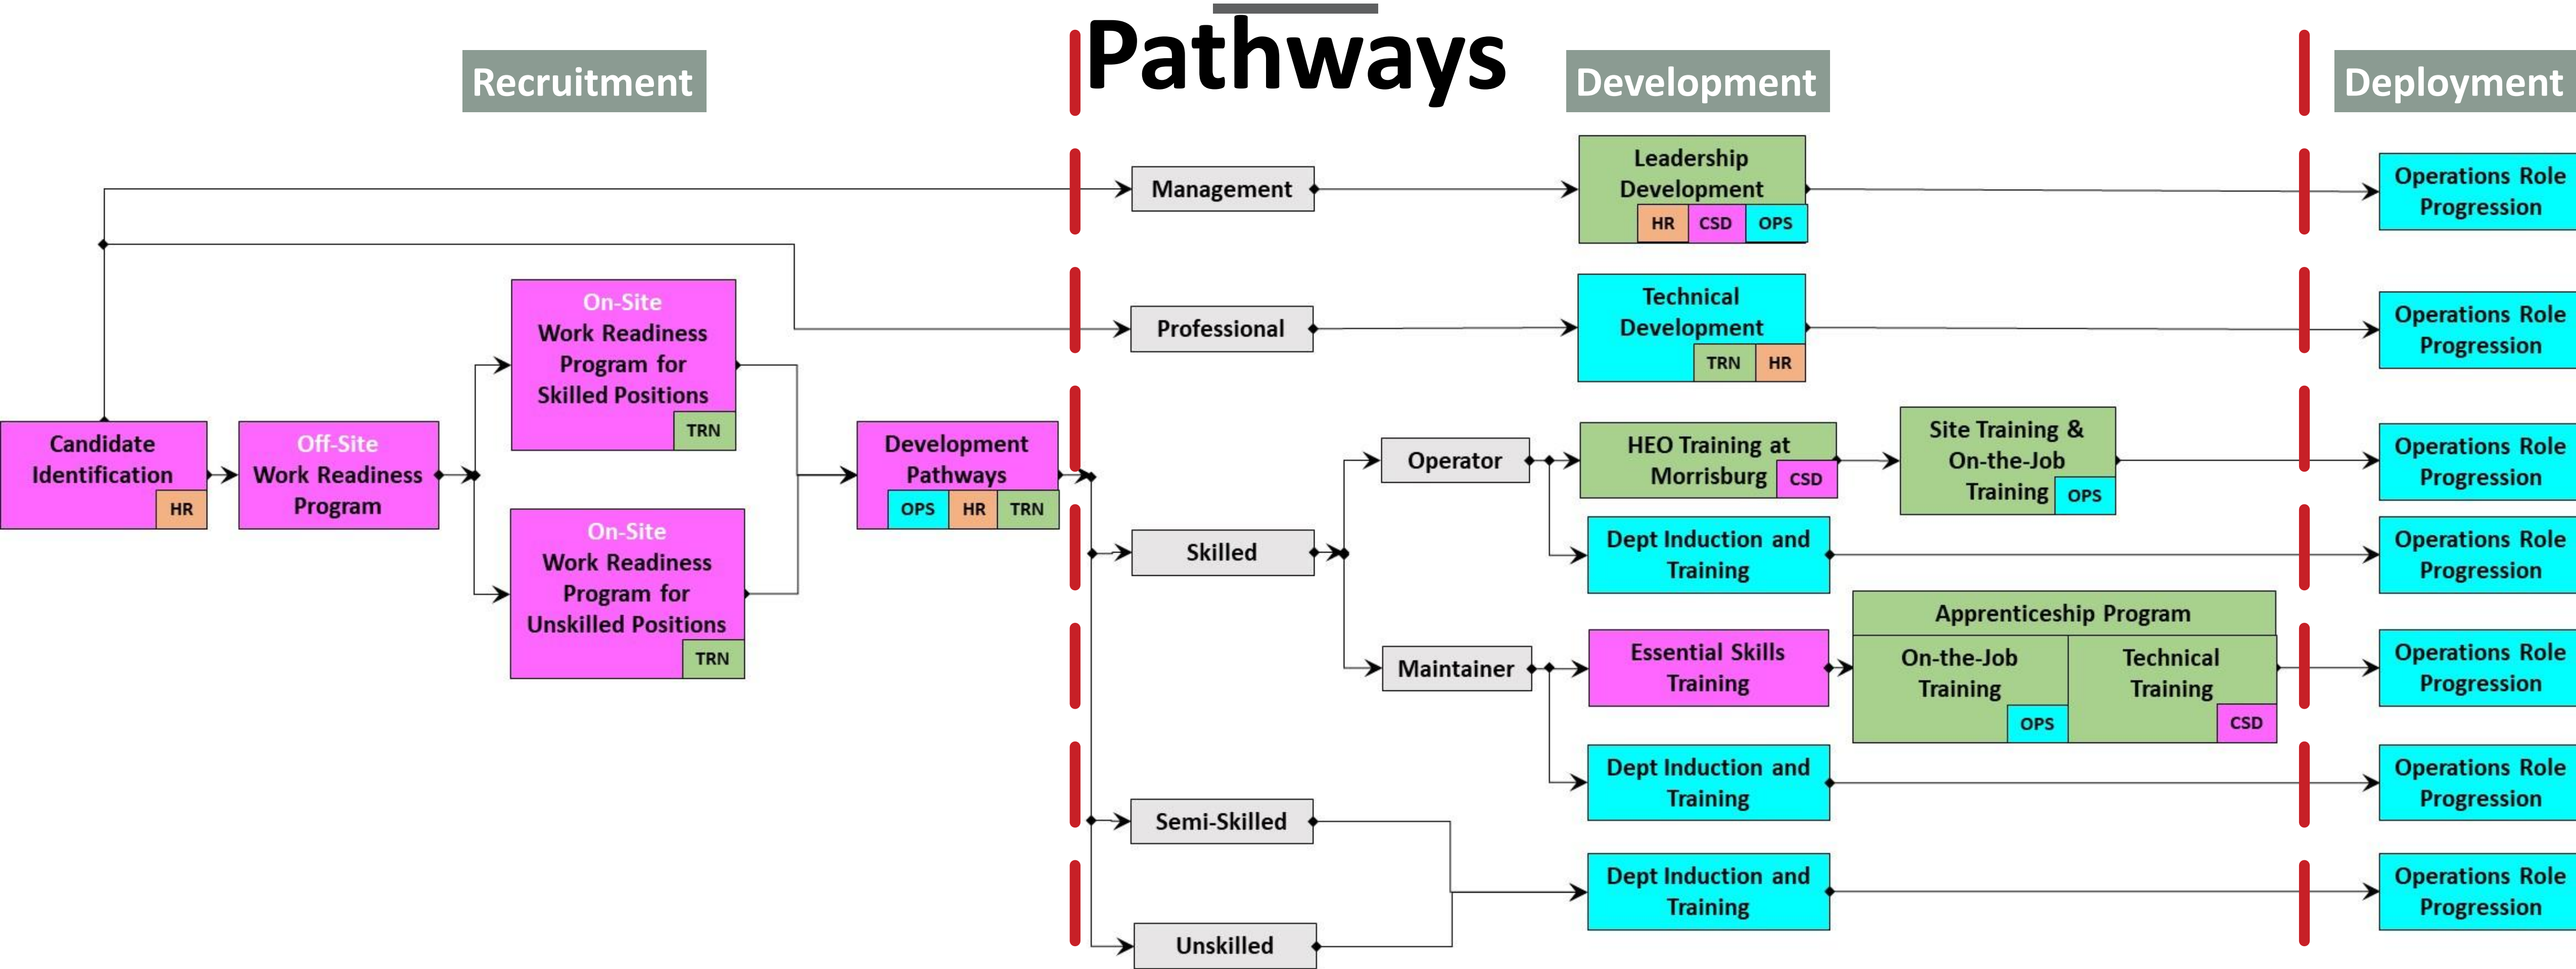 Pathways
Recruitment
Development
Deployment
Candidate
Identification
HR
Off-Site
Work Readiness
Program
On-Site
Work Readiness
Program for
Skilled Positions
TRN
On-Site
Work Readiness
Program for
Unskilled Positions
TRN
Development
Pathways
OPS HR TRN
Management
Leadership
Development
HR CSD OPS
Operations Role
Progression
Professional
Technical
Development
TRN HR
Operations Role
Progression
Skilled
Operator
HEO Training at
Morrisburg
CSD
Site Training &
On-the-Job
Training
OPS
Operations Role
Progression
Dept Induction and
Training
Operations Role
Progression
Maintainer
Essential Skills
Training
Apprenticeship Program
On-the-Job
Training
OPS
Technical
Training
CSD
Operations Role
Progression
Dept Induction and
Training
Operations Role
Progression
Semi-Skilled
Unskilled
Dept Induction and
Training
Operations Role
Progression